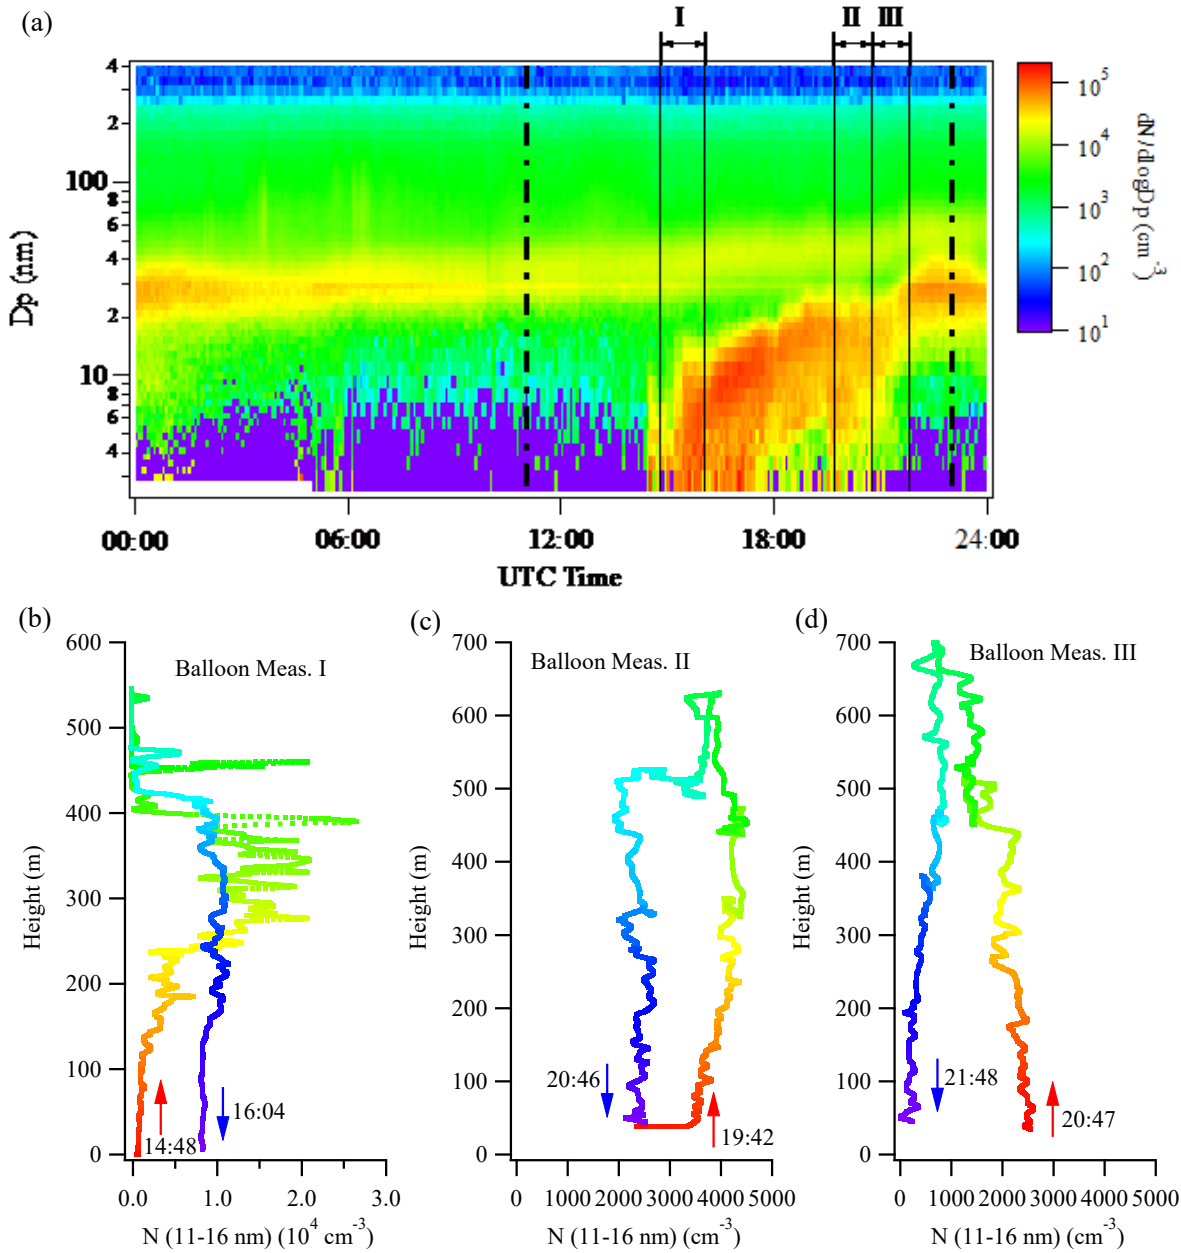 (a)
I II III
4
2
100
8
6
4
2
10
8
6
4
Dp (nm)
00:00 06:00 12:00 18:00 24:00
UTC Time
10^5
10^4
10^3
10^2
10^1
dN/dlogDp (cm^-3)
(b)
Balloon Meas. I
600
500
400
300
200
100
0
Height (m)
14:48
16:04
0.0 1.0 2.0 3.0
N (11-16 nm) (10^4 cm^-3)
(c)
Balloon Meas. II
700
600
500
400
300
200
100
0
Height (m)
20:46
19:42
0 1000 2000 3000 4000 5000
N (11-16 nm) (cm^-3)
(d)
Balloon Meas. III
700
600
500
400
300
200
100
0
Height (m)
21:48
20:47
0 1000 2000 3000 4000 5000
N (11-16 nm) (cm^-3)